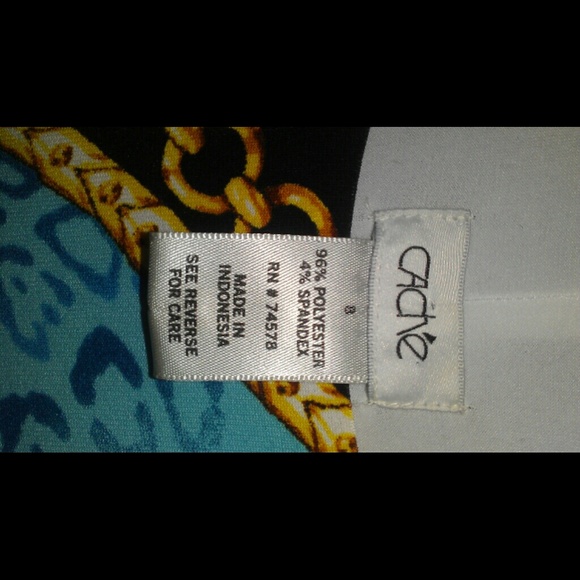 CAChé
8
96% POLYESTER
4% SPANDEX
RN # 74578
MADE IN
INDONESIA
SEE REVERSE
FOR CARE